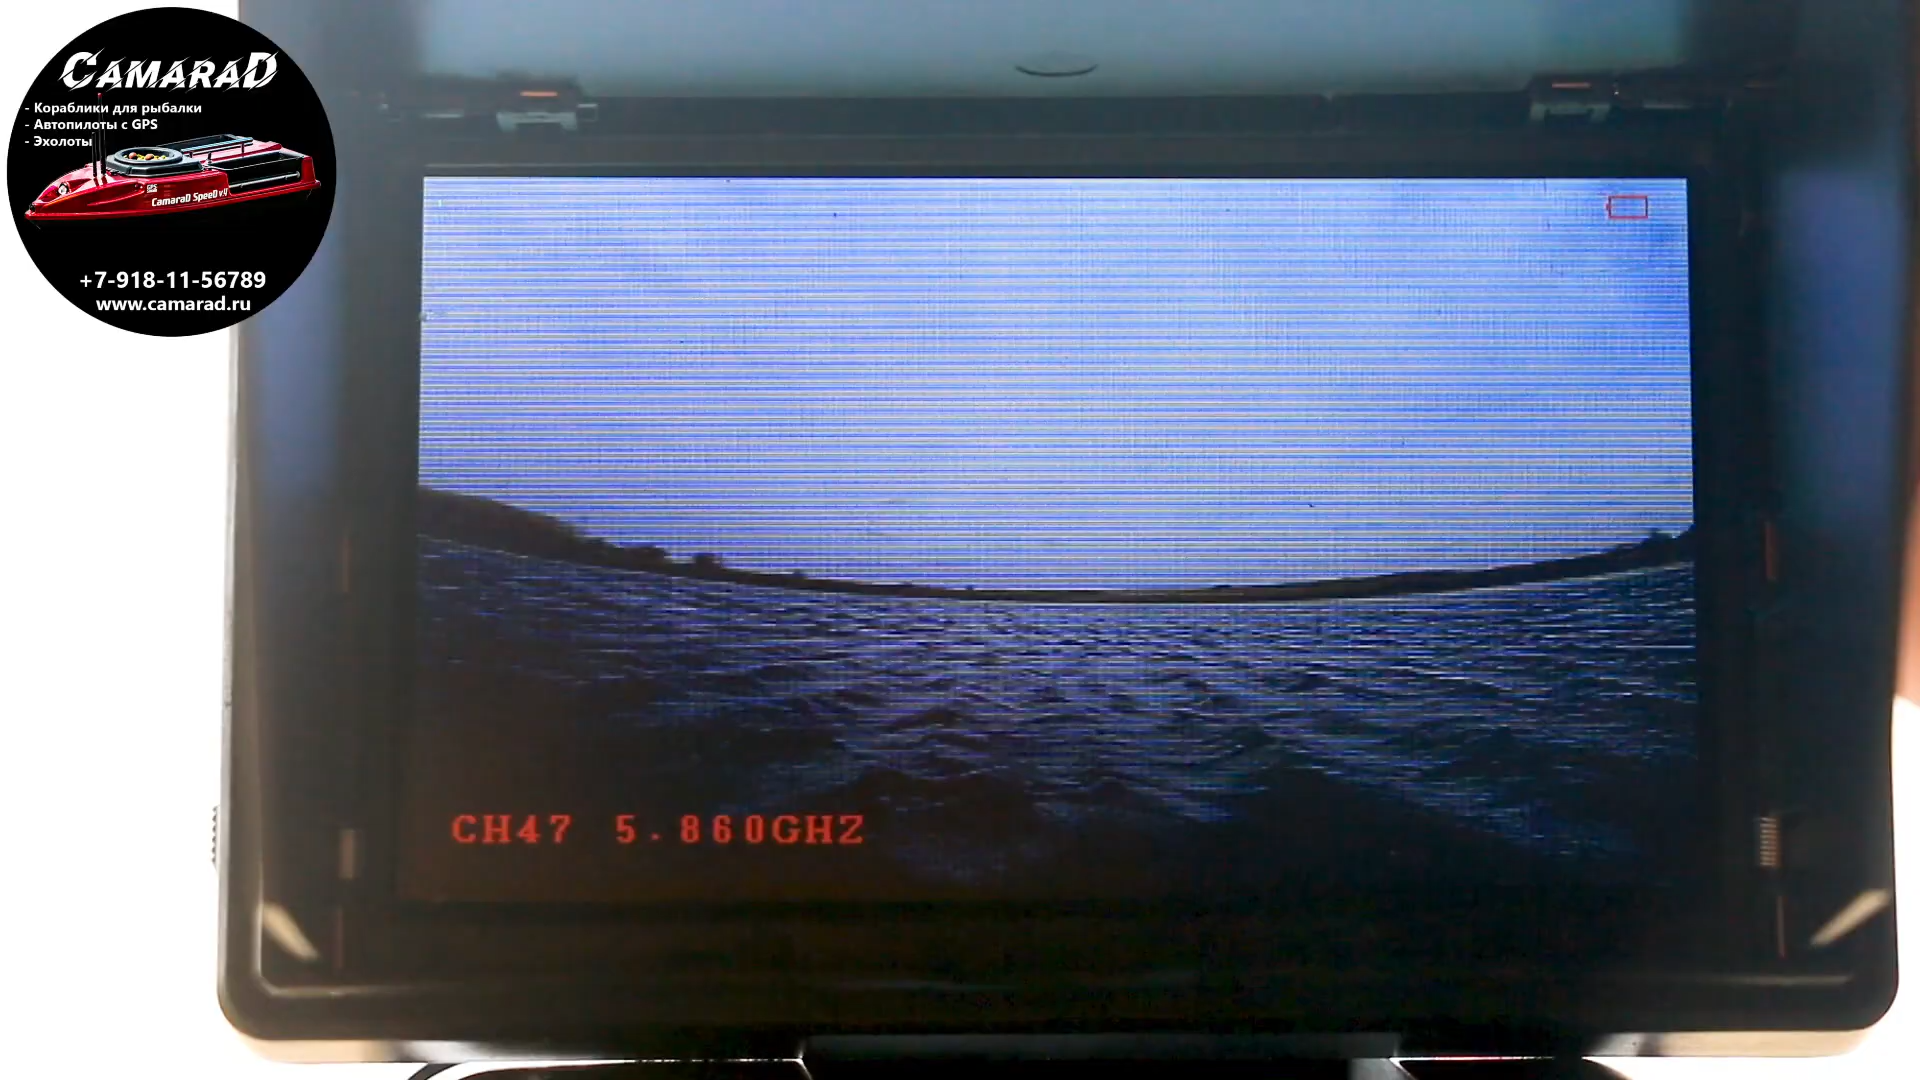 CAMARAD
- Кораблики для рыбалки
- Автопилоты с GPS
- Эхолоты
CamaraD SpeeD v.4
+7-918-11-56789
www.camarad.ru
CH47 5.860GHZ